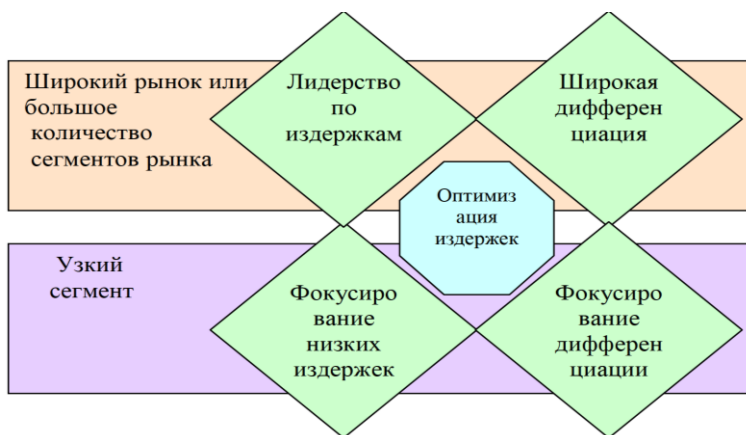 Широкий рынок или
большое
количество
сегментов рынка
Лидерство
по
издержкам
Широкая
дифферен
циация
Оптимиз
ация
издержек
Узкий
сегмент
Фокусиро
вание
низких
издержек
Фокусиро
вание
дифферен
циации